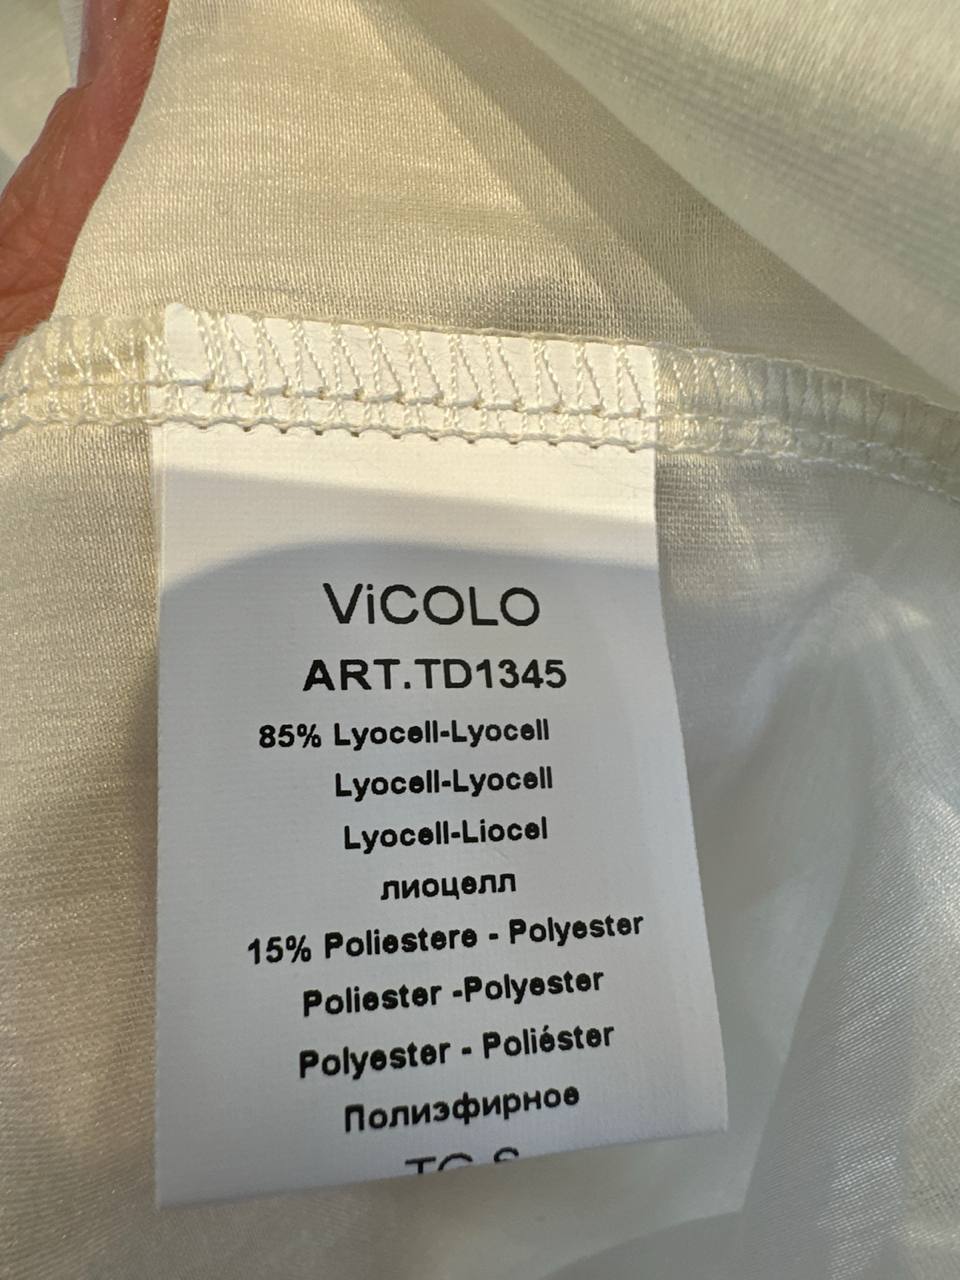 ViCOLO
ART.TD1345
85% Lyocell-Lyocell
Lyocell-Lyocell
Lyocell-Liocel
лиоцелл
15% Poliestere - Polyester
Poliester -Polyester
Polyester - Poliéster
Полиэфирное
TG S